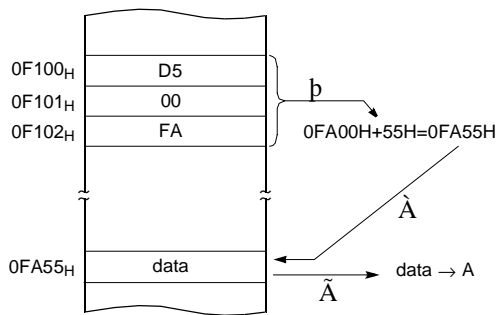 0F100H D5
0F101H 00
0F102H FA
þ
0FA00H+55H=0FA55H
À
0FA55H data
Ã
data → A